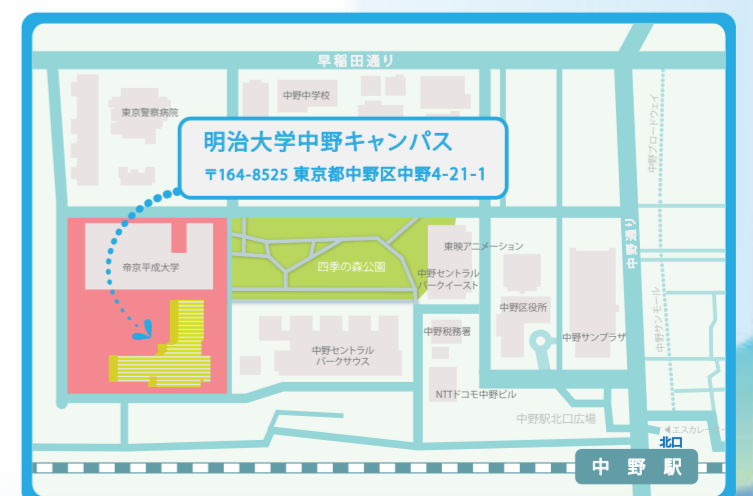 早稲田通り
中野中学校
東京警察病院
明治大学中野キャンパス
〒164-8525 東京都中野区中野4-21-1
中野ブロードウェイ
中野通り
東映アニメーション
四季の森公園
帝京平成大学
中野セントラル
パークイースト
中野区役所
中野サンモール
中野税務署
中野サンプラザ
中野セントラル
パークサウス
NTTドコモ中野ビル
中野駅北口広場
◀エスカレーター
北口
中野駅